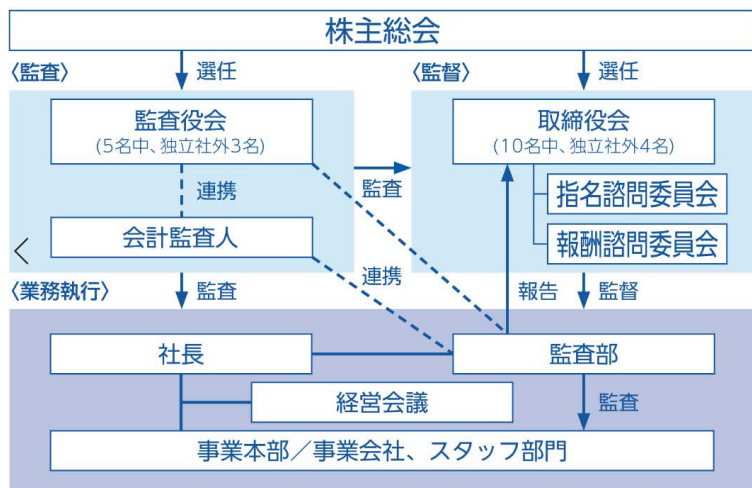 株主総会
〈監査〉
選任
〈監督〉
選任
監査役会
(5名中、独立社外3名)
取締役会
(10名中、独立社外4名)
連携
監査
指名諮問委員会
会計監査人
報酬諮問委員会
連携
〈業務執行〉
監査
報告
監督
社長
監査部
経営会議
監査
事業本部／事業会社、スタッフ部門